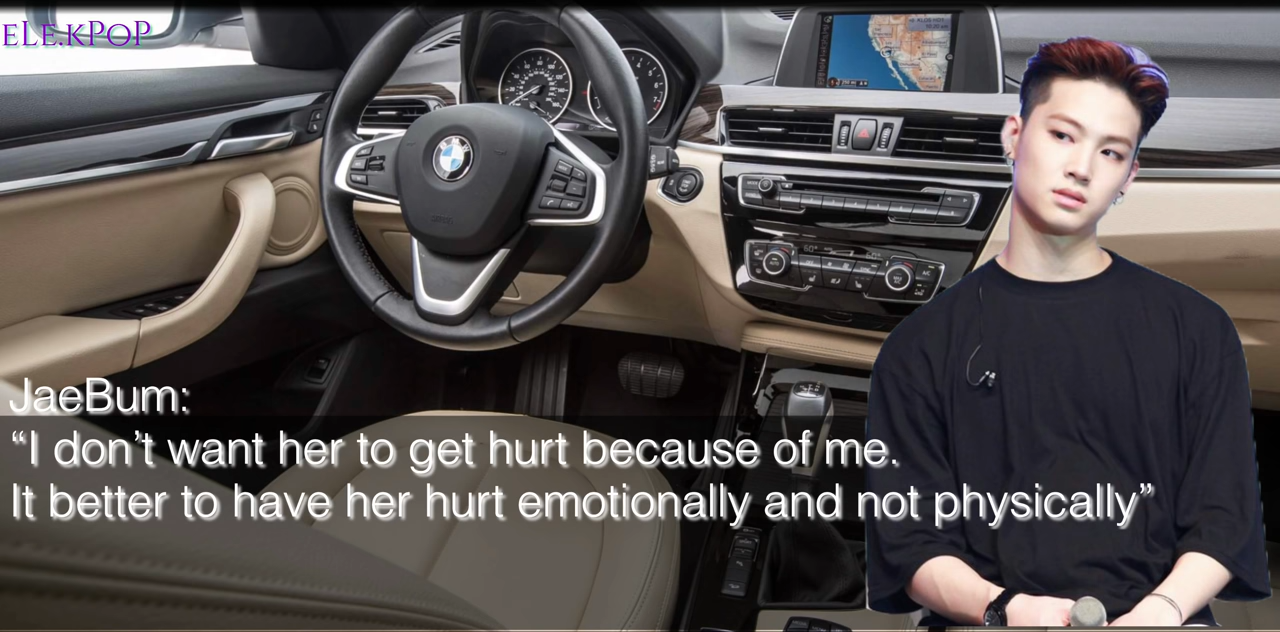 eLe.KPOP
JaeBum:
“I don’t want her to get hurt because of me.
It better to have her hurt emotionally and not physically”
BMW